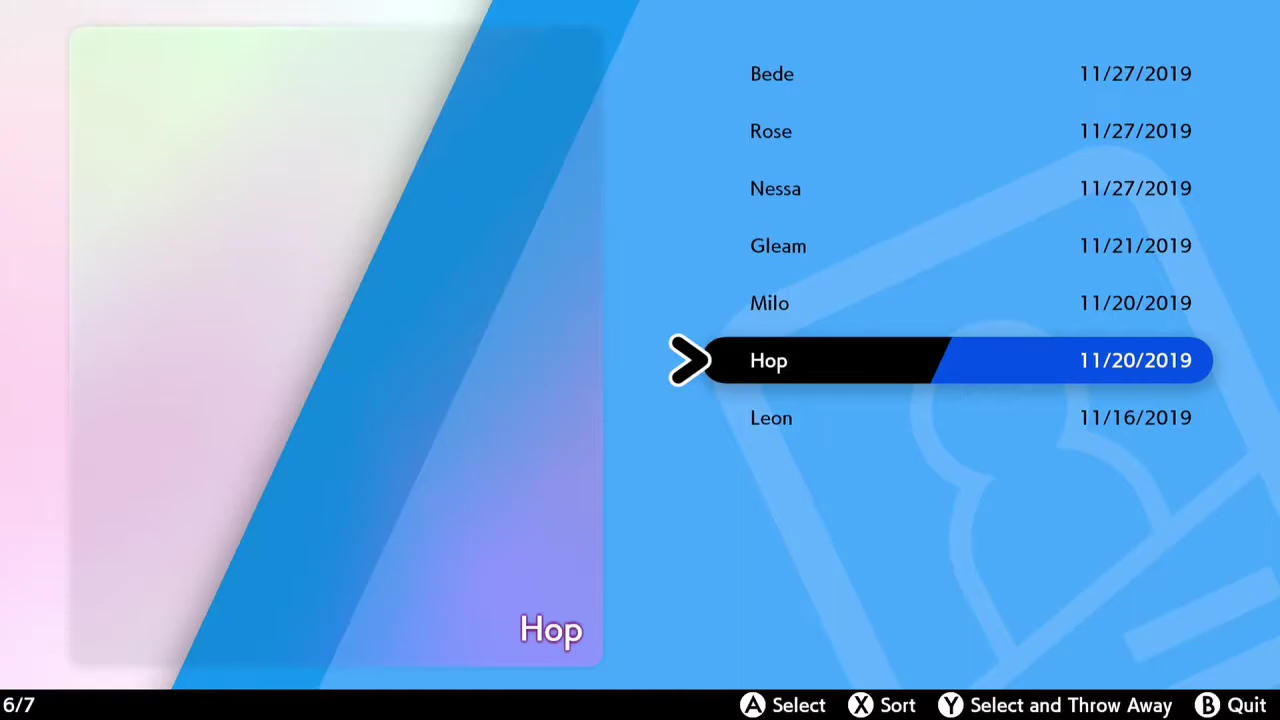 Bede 11/27/2019
Rose 11/27/2019
Nessa 11/27/2019
Gleam 11/21/2019
Milo 11/20/2019
Hop 11/20/2019
Leon 11/16/2019
Hop
6/7 A Select X Sort Y Select and Throw Away B Quit